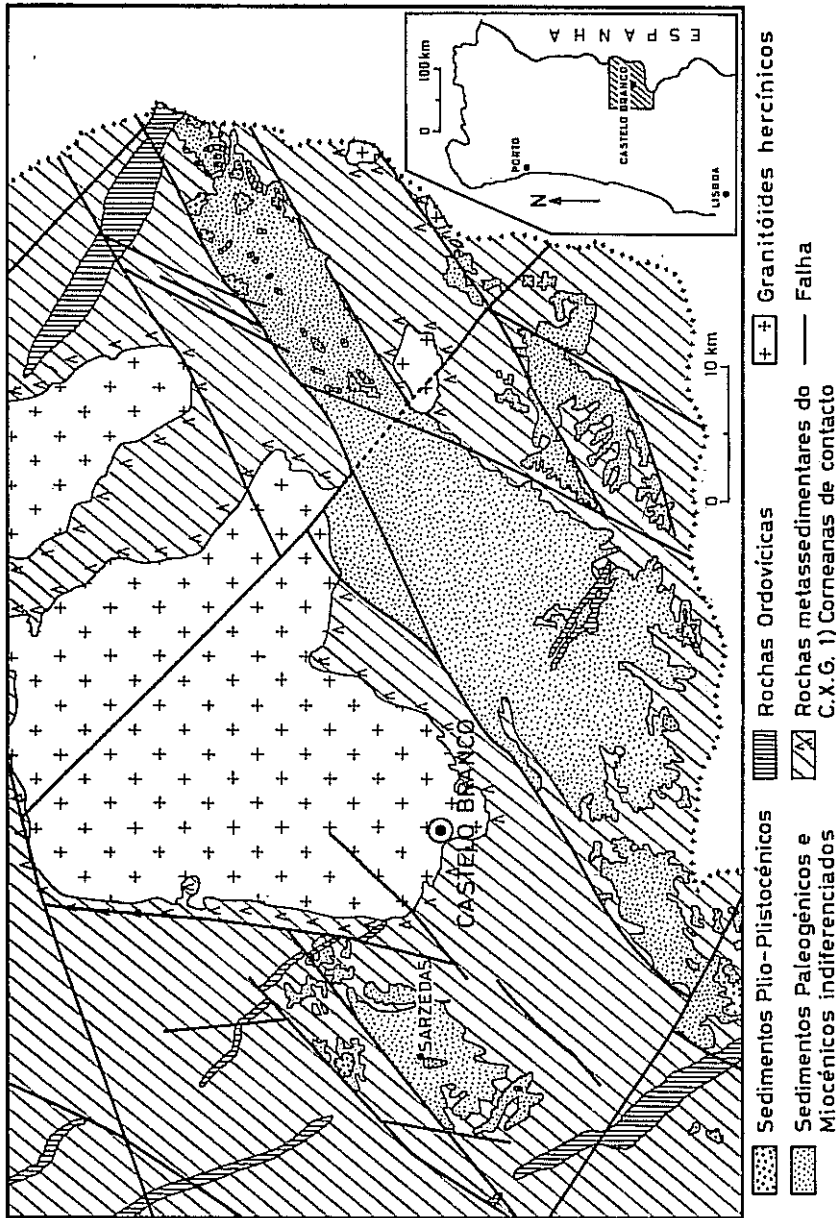 CASTELO BRANCO
SARZEDAS
0 10 km
0 100 km
N
PORTO
CASTELO BRANCO
LISBOA
ESPANHA
Sedimentos Plio-Plistocénicos
Sedimentos Paleogénicos e
Miocénicos indiferenciados
Rochas Ordovícicas
Rochas metassedimentares do
C.X.G. 1) Corneanas de contacto
Granitóides hercínicos
Falha